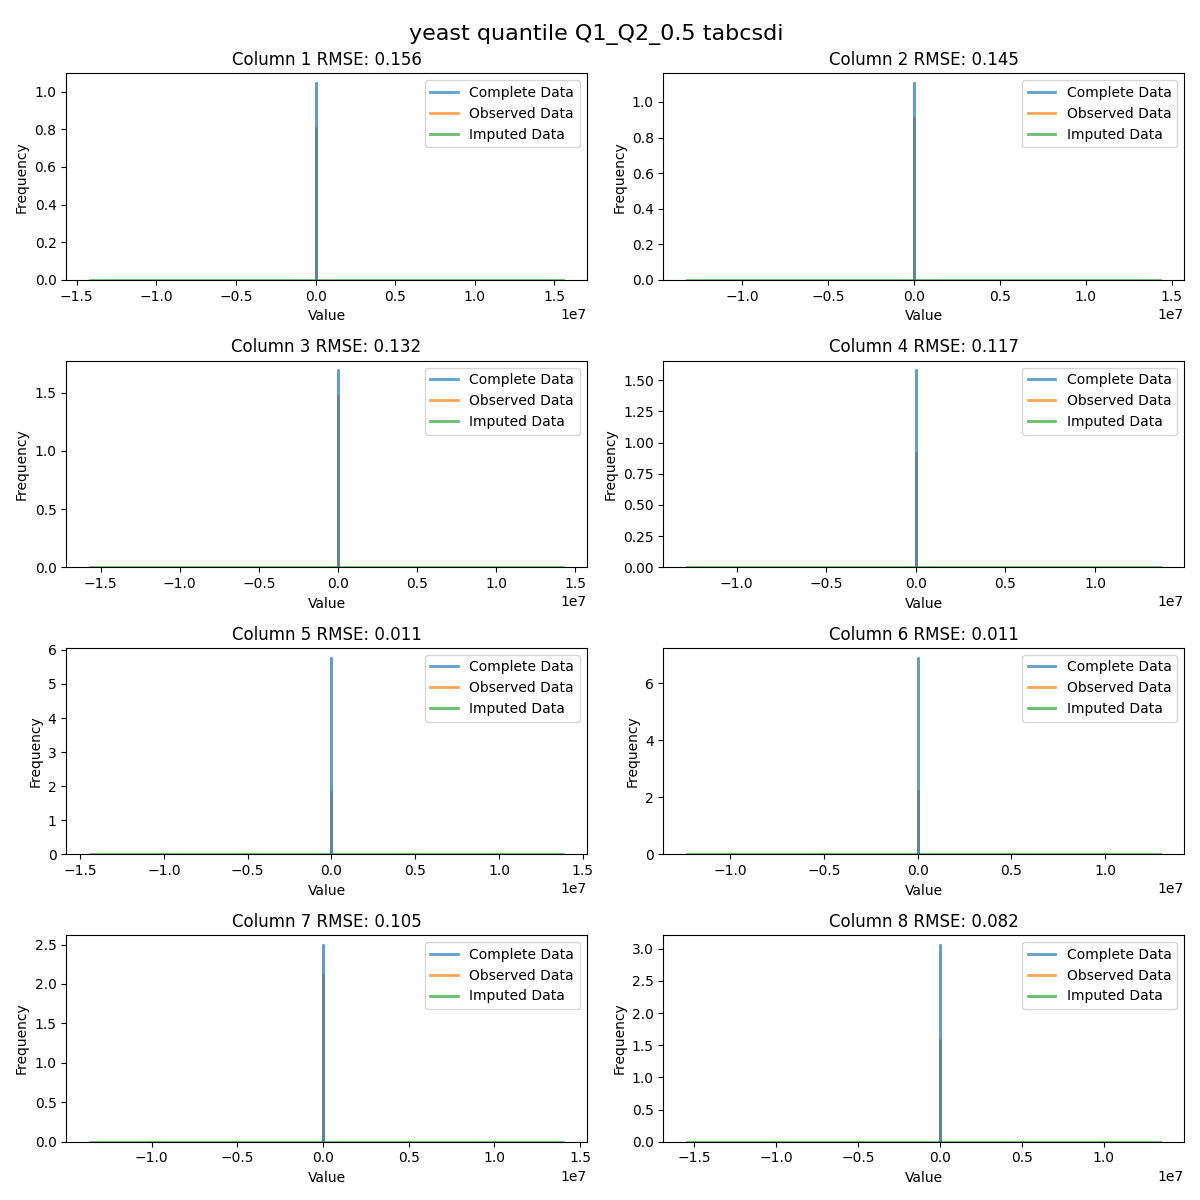 yeast quantile Q1_Q2_0.5 tabcsdi
Column 1 RMSE: 0.156
Complete Data
Observed Data
Imputed Data
Frequency
1.0
0.8
0.6
0.4
0.2
0.0
−1.5 −1.0 −0.5 0.0 0.5 1.0 1.5
1e7
Value
Column 2 RMSE: 0.145
Complete Data
Observed Data
Imputed Data
Frequency
1.0
0.8
0.6
0.4
0.2
0.0
−1.0 −0.5 0.0 0.5 1.0 1.5
1e7
Value
Column 3 RMSE: 0.132
Complete Data
Observed Data
Imputed Data
Frequency
1.5
1.0
0.5
0.0
−1.5 −1.0 −0.5 0.0 0.5 1.0 1.5
1e7
Value
Column 4 RMSE: 0.117
Complete Data
Observed Data
Imputed Data
Frequency
1.50
1.25
1.00
0.75
0.50
0.25
0.00
−1.0 −0.5 0.0 0.5 1.0
1e7
Value
Column 5 RMSE: 0.011
Complete Data
Observed Data
Imputed Data
Frequency
6
5
4
3
2
1
0
−1.5 −1.0 −0.5 0.0 0.5 1.0 1.5
1e7
Value
Column 6 RMSE: 0.011
Complete Data
Observed Data
Imputed Data
Frequency
6
4
2
0
−1.0 −0.5 0.0 0.5 1.0
1e7
Value
Column 7 RMSE: 0.105
Complete Data
Observed Data
Imputed Data
Frequency
2.5
2.0
1.5
1.0
0.5
0.0
−1.0 −0.5 0.0 0.5 1.0 1.5
1e7
Value
Column 8 RMSE: 0.082
Complete Data
Observed Data
Imputed Data
Frequency
3.0
2.5
2.0
1.5
1.0
0.5
0.0
−1.5 −1.0 −0.5 0.0 0.5 1.0
1e7
Value